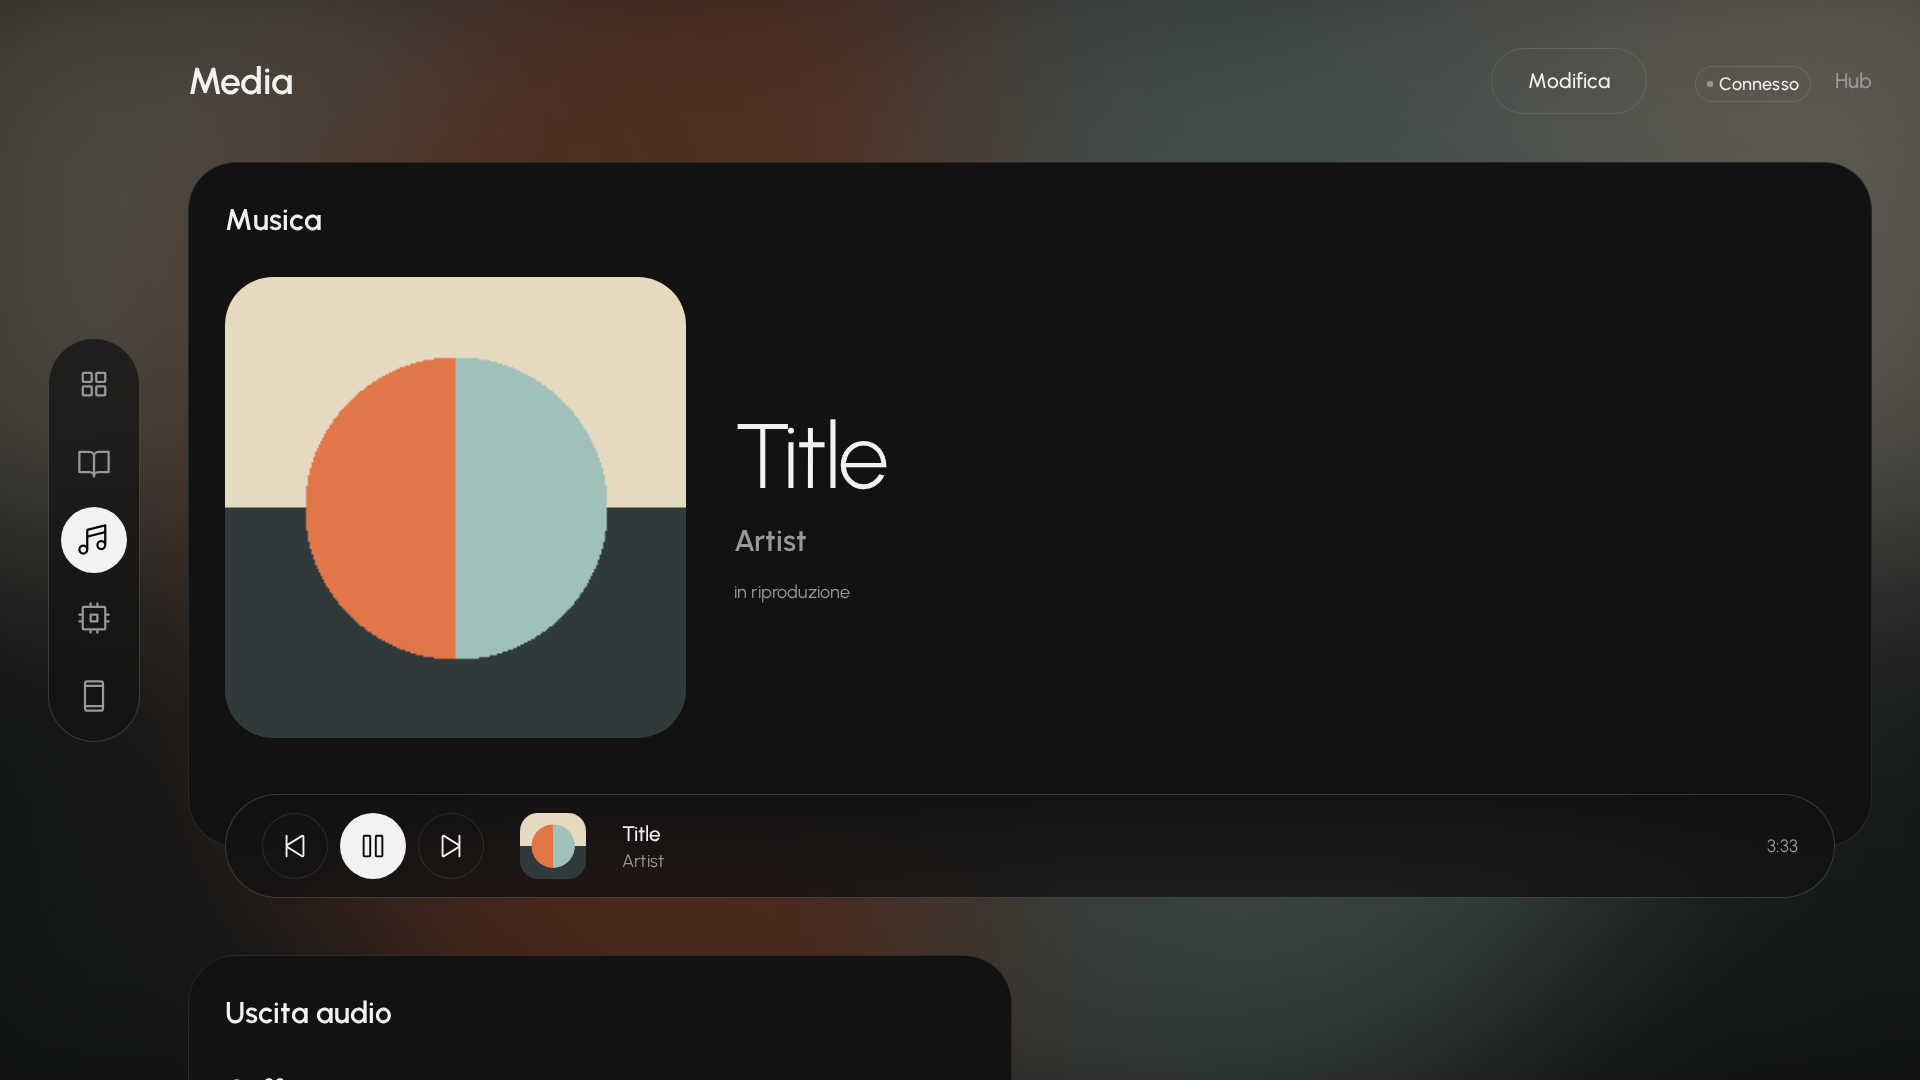 Media
Modifica
Connesso
Hub
Musica
Title
Artist
in riproduzione
Title
Artist
3:33
Uscita audio